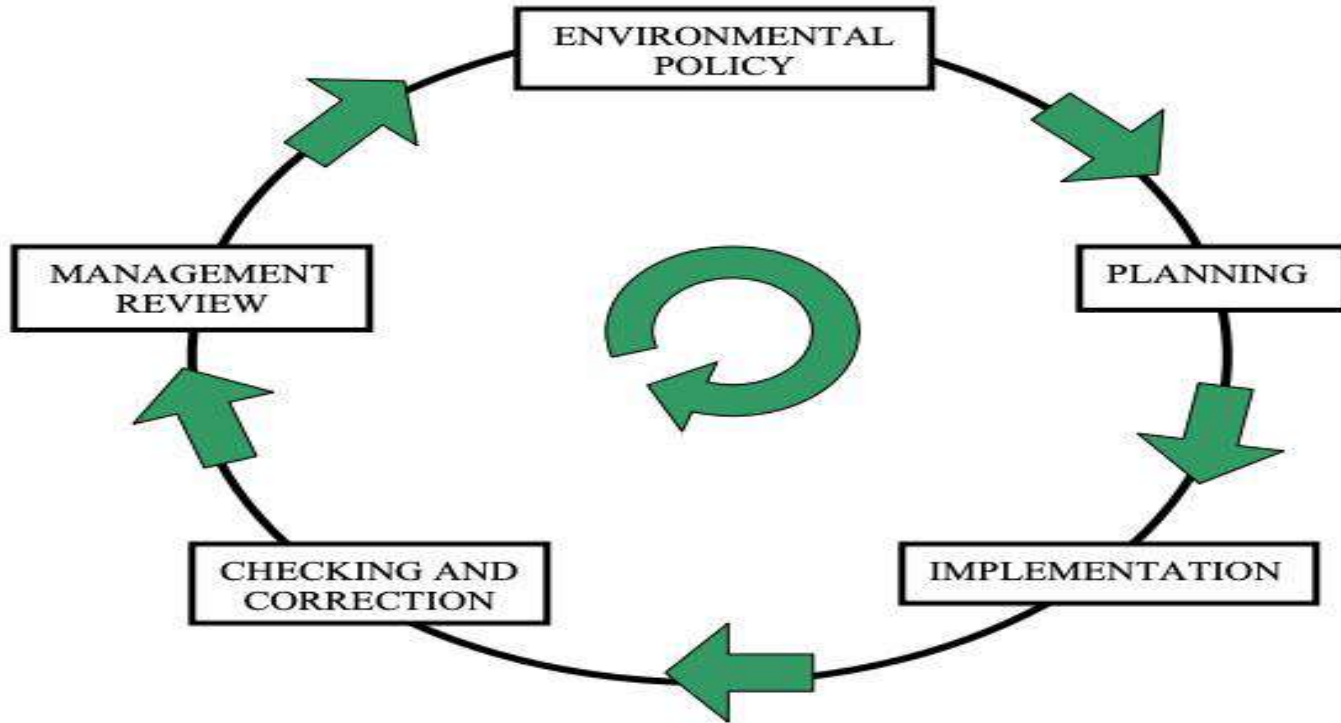 ENVIRONMENTAL
POLICY
PLANNING
IMPLEMENTATION
CHECKING AND
CORRECTION
MANAGEMENT
REVIEW